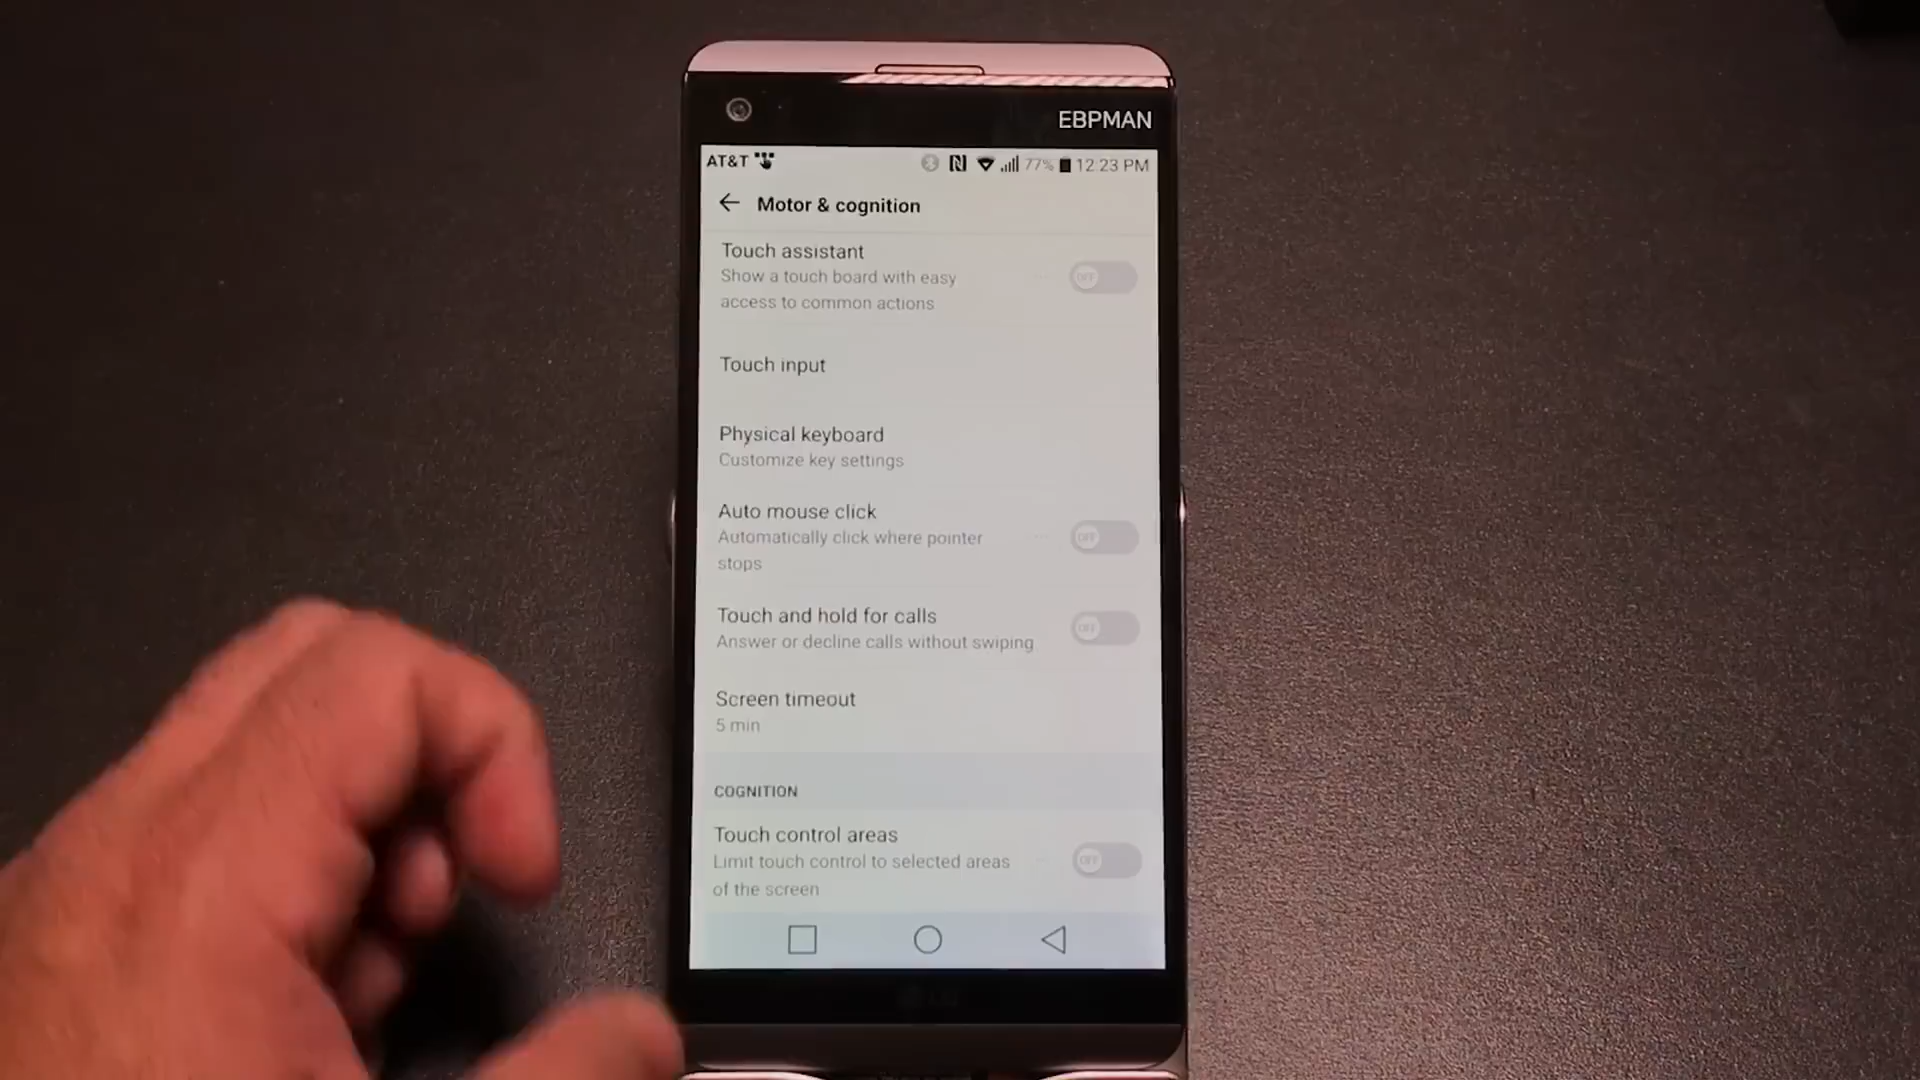 EBPMAN
AT&T 77% 12:23 PM
Motor & cognition
Touch assistant
Show a touch board with easy
access to common actions
OFF
Touch input
Physical keyboard
Customize key settings
Auto mouse click
Automatically click where pointer
stops
OFF
Touch and hold for calls
Answer or decline calls without swiping
OFF
Screen timeout
5 min
COGNITION
Touch control areas
Limit touch control to selected areas
of the screen
OFF
LG